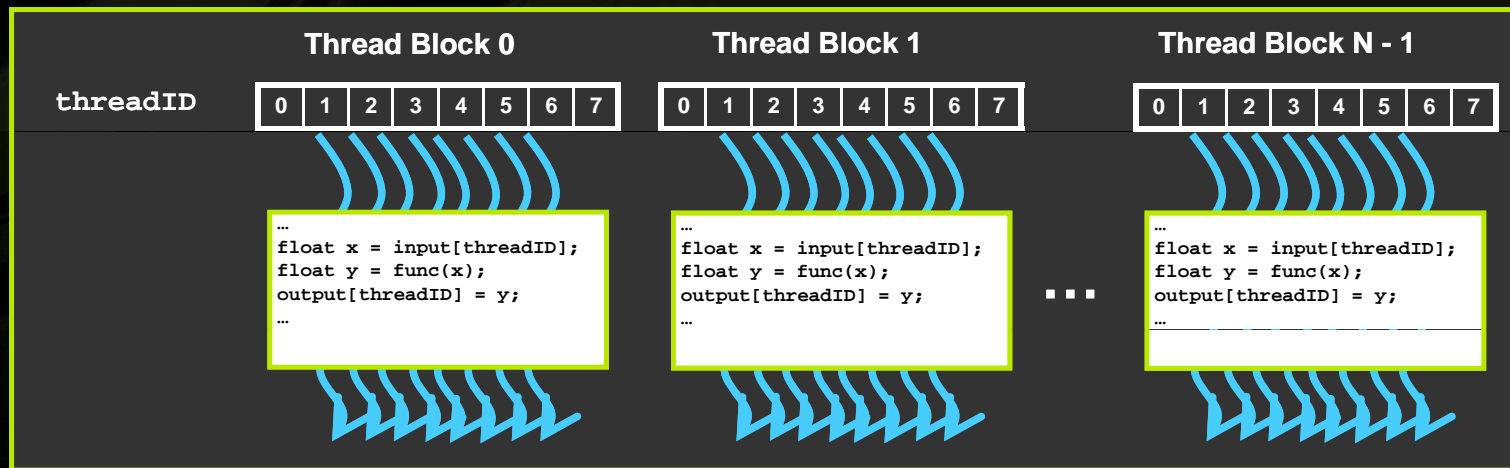 Thread Block 0
Thread Block 1
Thread Block N - 1
threadID
0 1 2 3 4 5 6 7
0 1 2 3 4 5 6 7
0 1 2 3 4 5 6 7
…
float x = input[threadID];
float y = func(x);
output[threadID] = y;
…
…
float x = input[threadID];
float y = func(x);
output[threadID] = y;
…
…
…
float x = input[threadID];
float y = func(x);
output[threadID] = y;
…